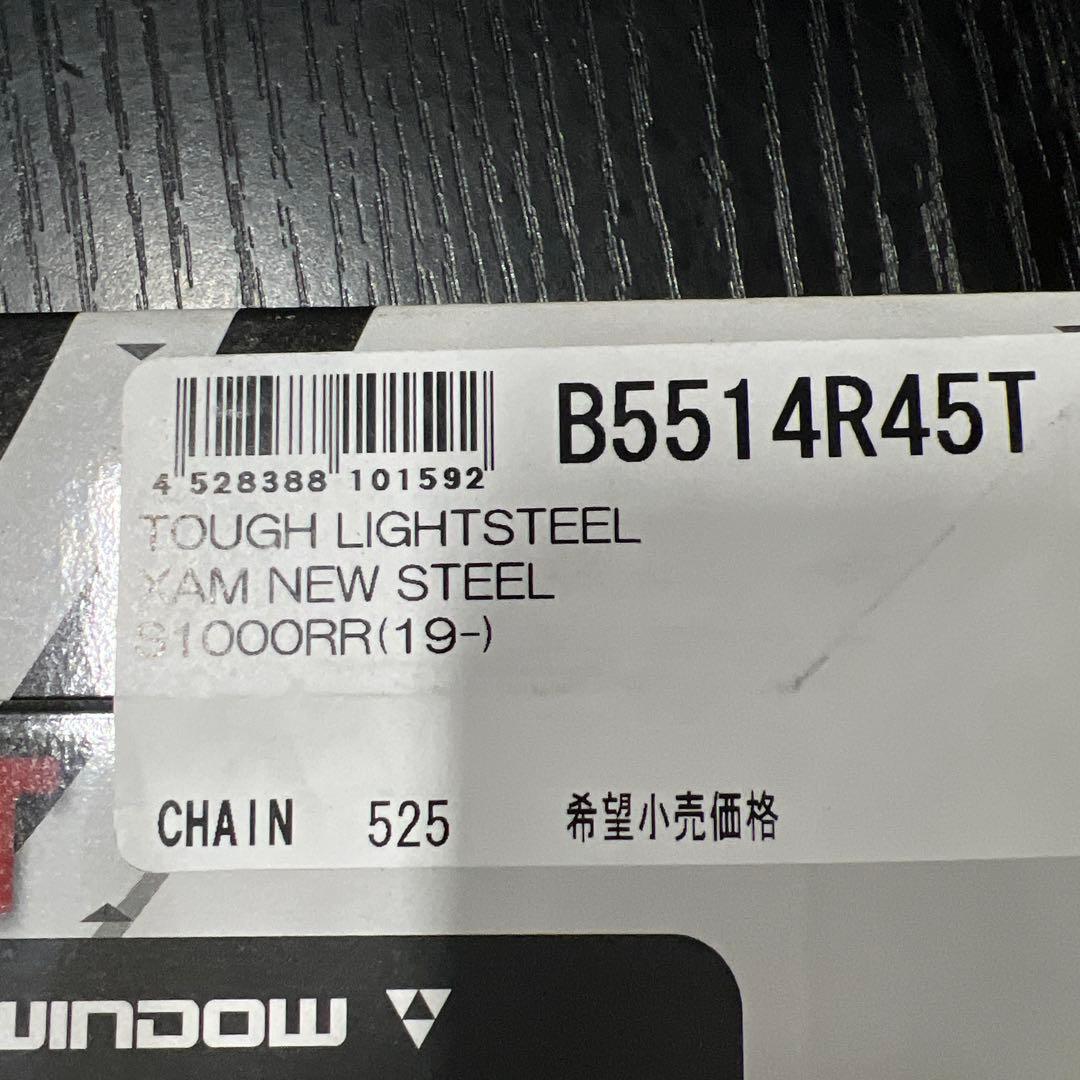 B5514R45T
4 528388 101592
TOUGH LIGHTSTEEL
XAM NEW STEEL
S1000RR(19-)
CHAIN 525 希望小売価格
T
WINDOW